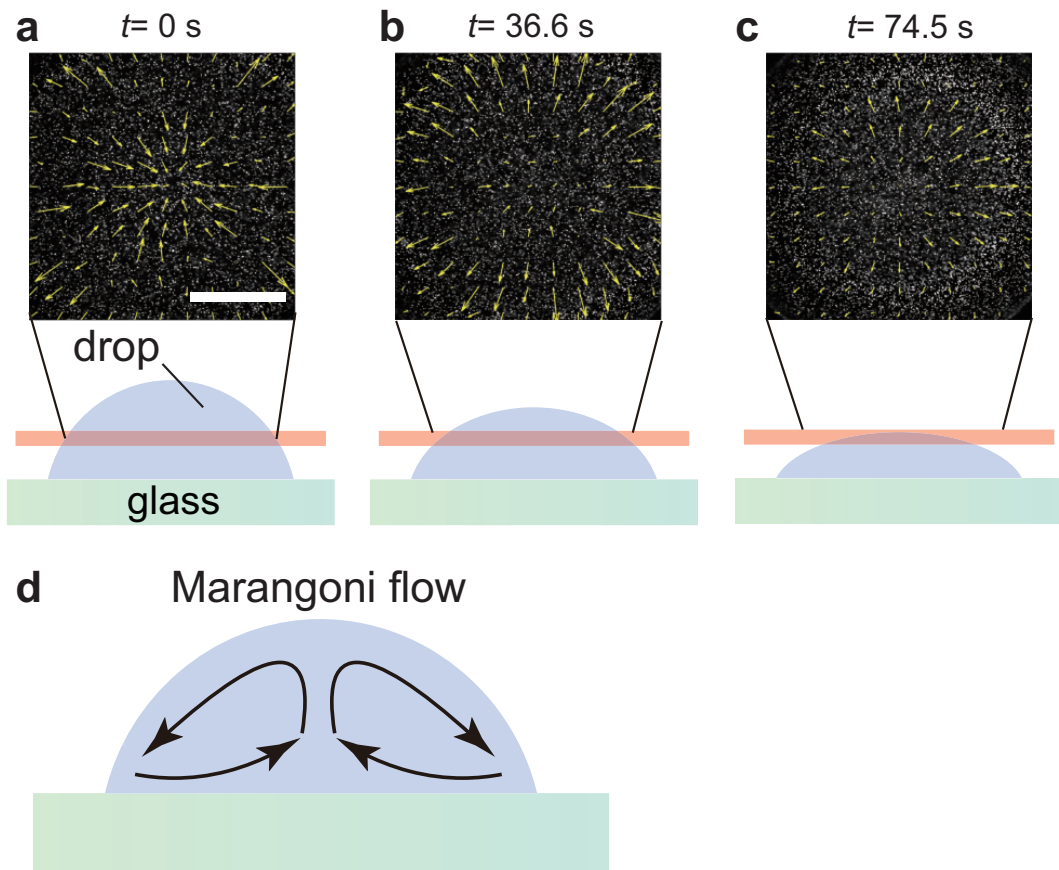 a
t= 0 s
b
t= 36.6 s
c
t= 74.5 s
drop
glass
d
Marangoni flow